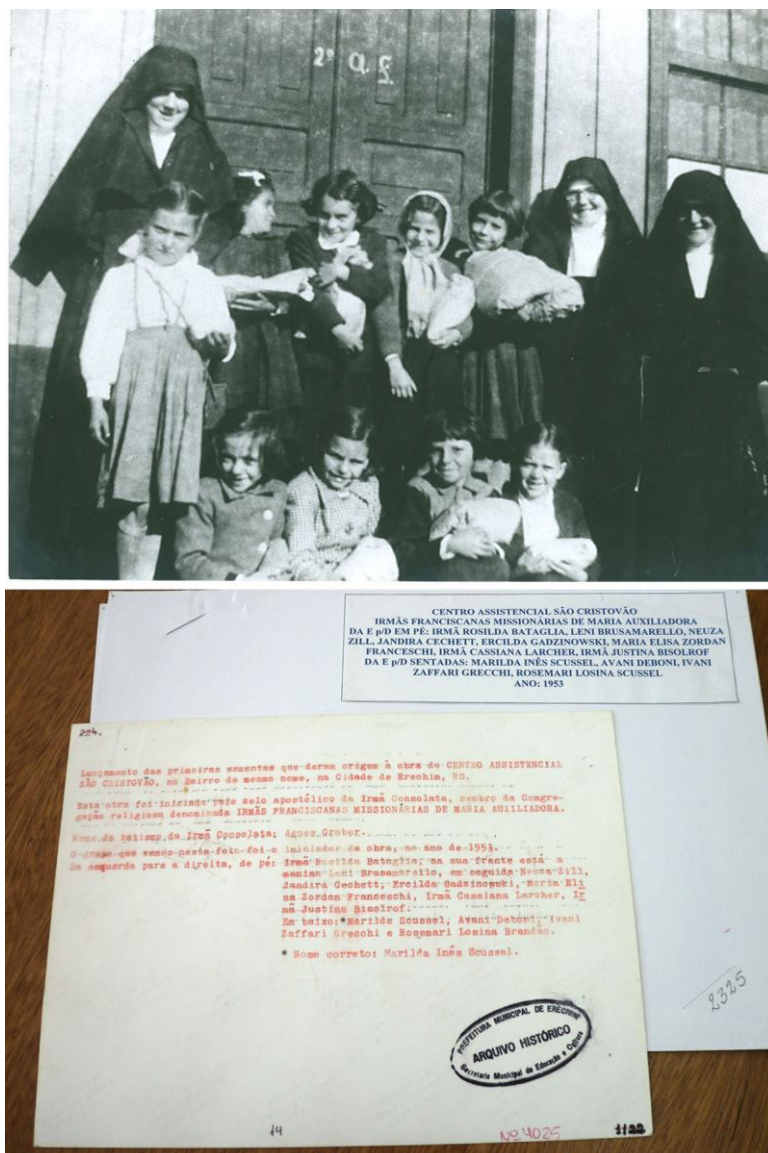 2º Q. S.
CENTRO ASSISTENCIAL SÃO CRISTOVÃO
IRMÃS FRANCISCANAS MISSIONÁRIAS DE MARIA AUXILIADORA
DA E p/D EM PÉ: IRMÃ ROSILDA BATAGLIA, LENI BRUSAMARELLO, NEUZA
ZILL, JANDIRA CECHETT, ERCILDA GADZINOWSKI, MARIA ELISA ZORDAN
FRANCESCHI, IRMÃ CASSIANA LARCHER, IRMÃ JUSTINA BISOLROF
DA E p/D SENTADAS: MARILDA INÊS SCUSSEL, AVANI DEBONI, IVANI
ZAFFARI GRECCHI, ROSEMARI LOSINA SCUSSEL
ANO: 1953
224.
Lançamento das primeiras sementes que deram origem à obra do CENTRO ASSISTENCIAL
SÃO CRISTOVÃO, no Bairro do mesmo nome, na Cidade de Erechim, RS.
Esta obra foi iniciada pelo zelo apostólico da Irmã Consolata, membro da Congre-
gação religiosa denominada IRMÃS FRANCISCANAS MISSIONÁRIAS DE MARIA AUXILIADORA.
Nome de batismo da Irmã Consolata: Agnes Graber.
O grupo que vemos nesta foto foi o iniciador da obra, no ano de 1953.
Da esquerda para a direita, de pé: Irmã Rosilda Bataglia, na sua frente está a
menina Leni Brusamarello, em seguida Neuza Zill,
Jandira Cechett, Ercilda Gadzinowski, Maria Eli
sa Zordan Franceschi, Irmã Cassiana Larcher, Ir
mã Justina Bisolrof.
Em baixo: *Marilde Scussel, Avani Deboni, Ivani
Zaffari Grecchi e Rosemari Losina Brandão.
* Nome correto: Marilda Inês Scussel.
2325
PREFEITURA MUNICIPAL DE ERECHIM
ARQUIVO HISTÓRICO
Secretaria Municipal de Educação e Cultura
14
Nº 4025
1122